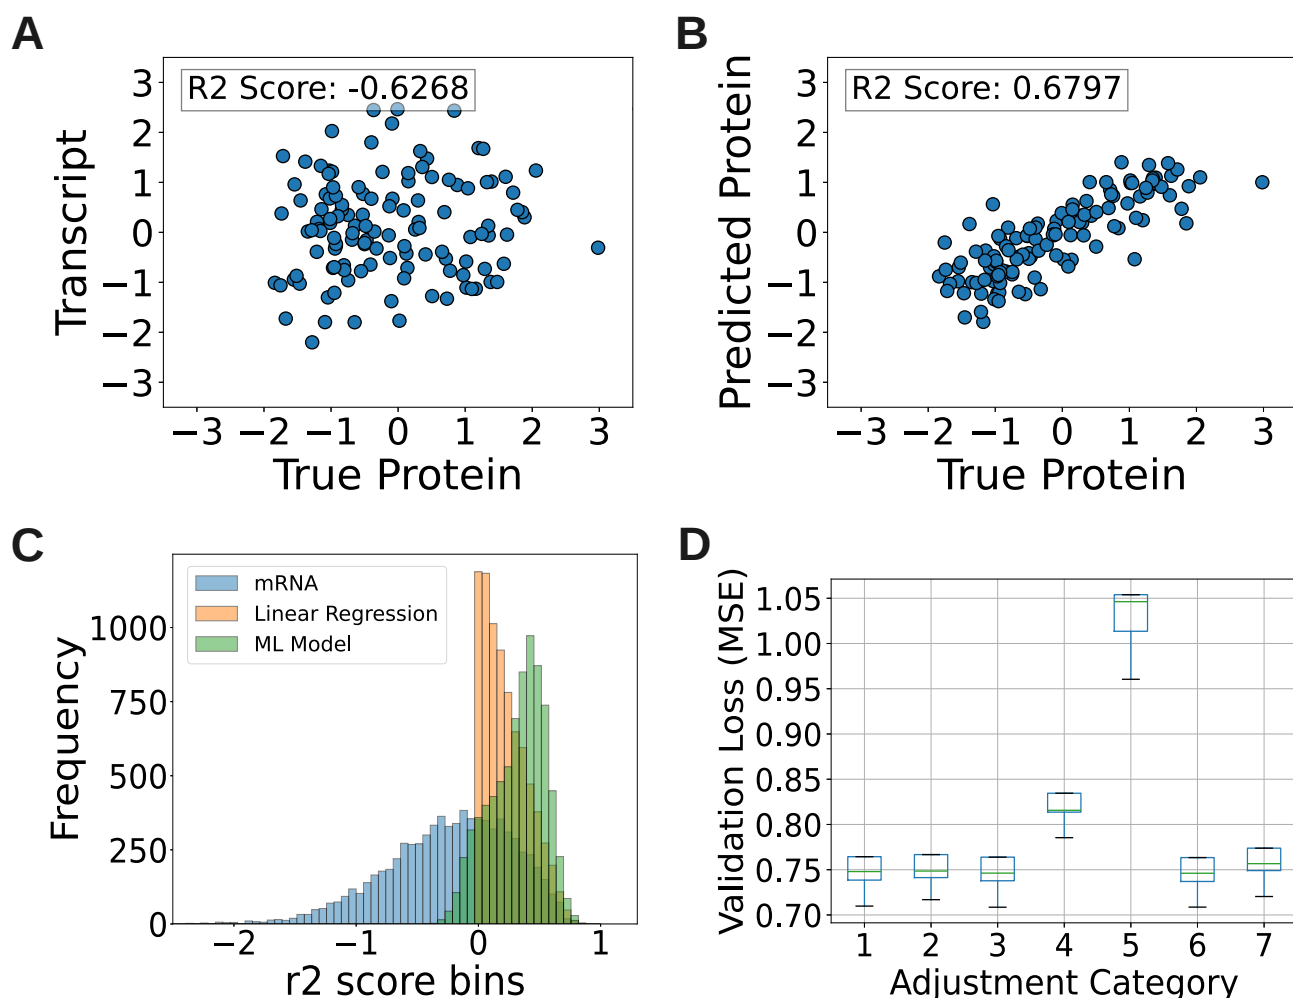 A
R2 Score: -0.6268
Transcript
3
2
1
0
−1
−2
−3
−3 −2 −1 0 1 2 3
True Protein
B
R2 Score: 0.6797
Predicted Protein
3
2
1
0
−1
−2
−3
−3 −2 −1 0 1 2 3
True Protein
C
mRNA
Linear Regression
ML Model
Frequency
1000
750
500
250
0
−2 −1 0 1
r2 score bins
D
Validation Loss (MSE)
1.05
1.00
0.95
0.90
0.85
0.80
0.75
0.70
1 2 3 4 5 6 7
Adjustment Category